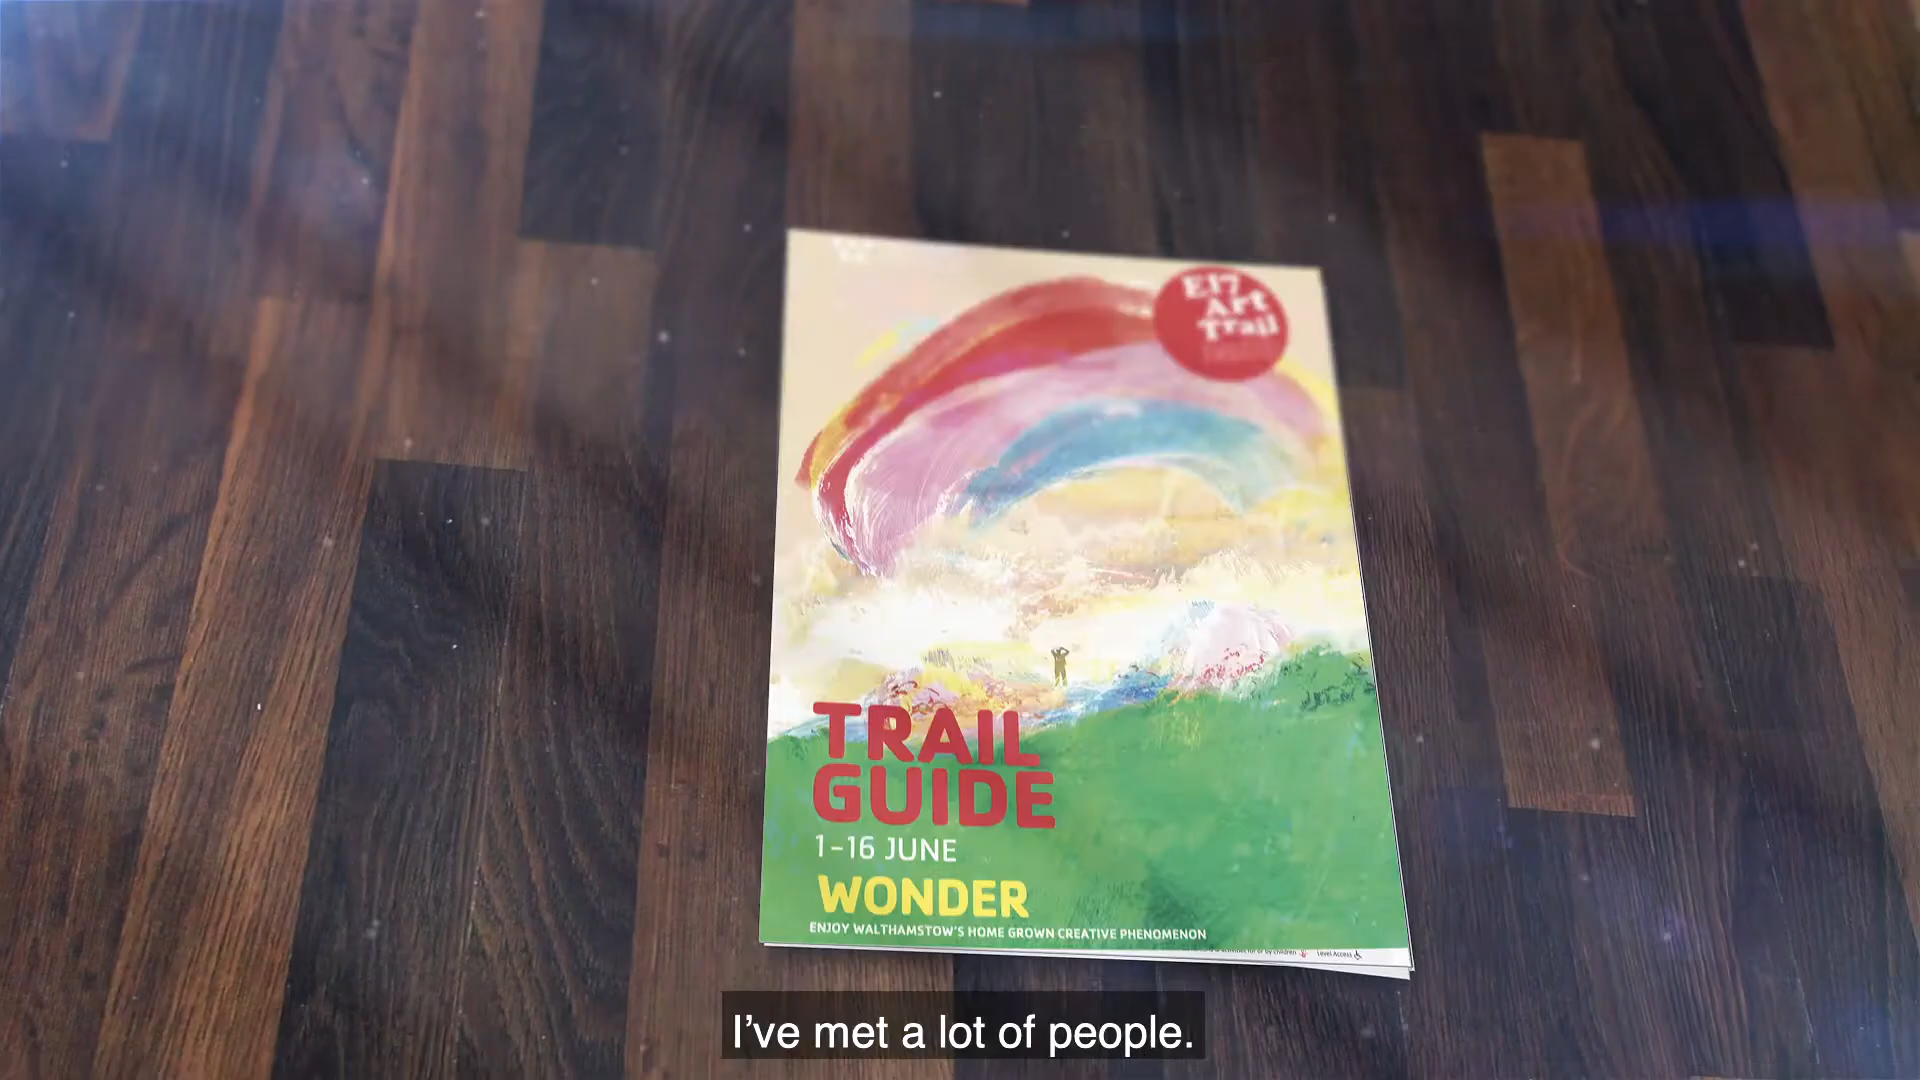 E17
Art
Trail
TRAIL
GUIDE
1-16 JUNE
WONDER
ENJOY WALTHAMSTOW'S HOME GROWN CREATIVE PHENOMENON
Level Access
I've met a lot of people.